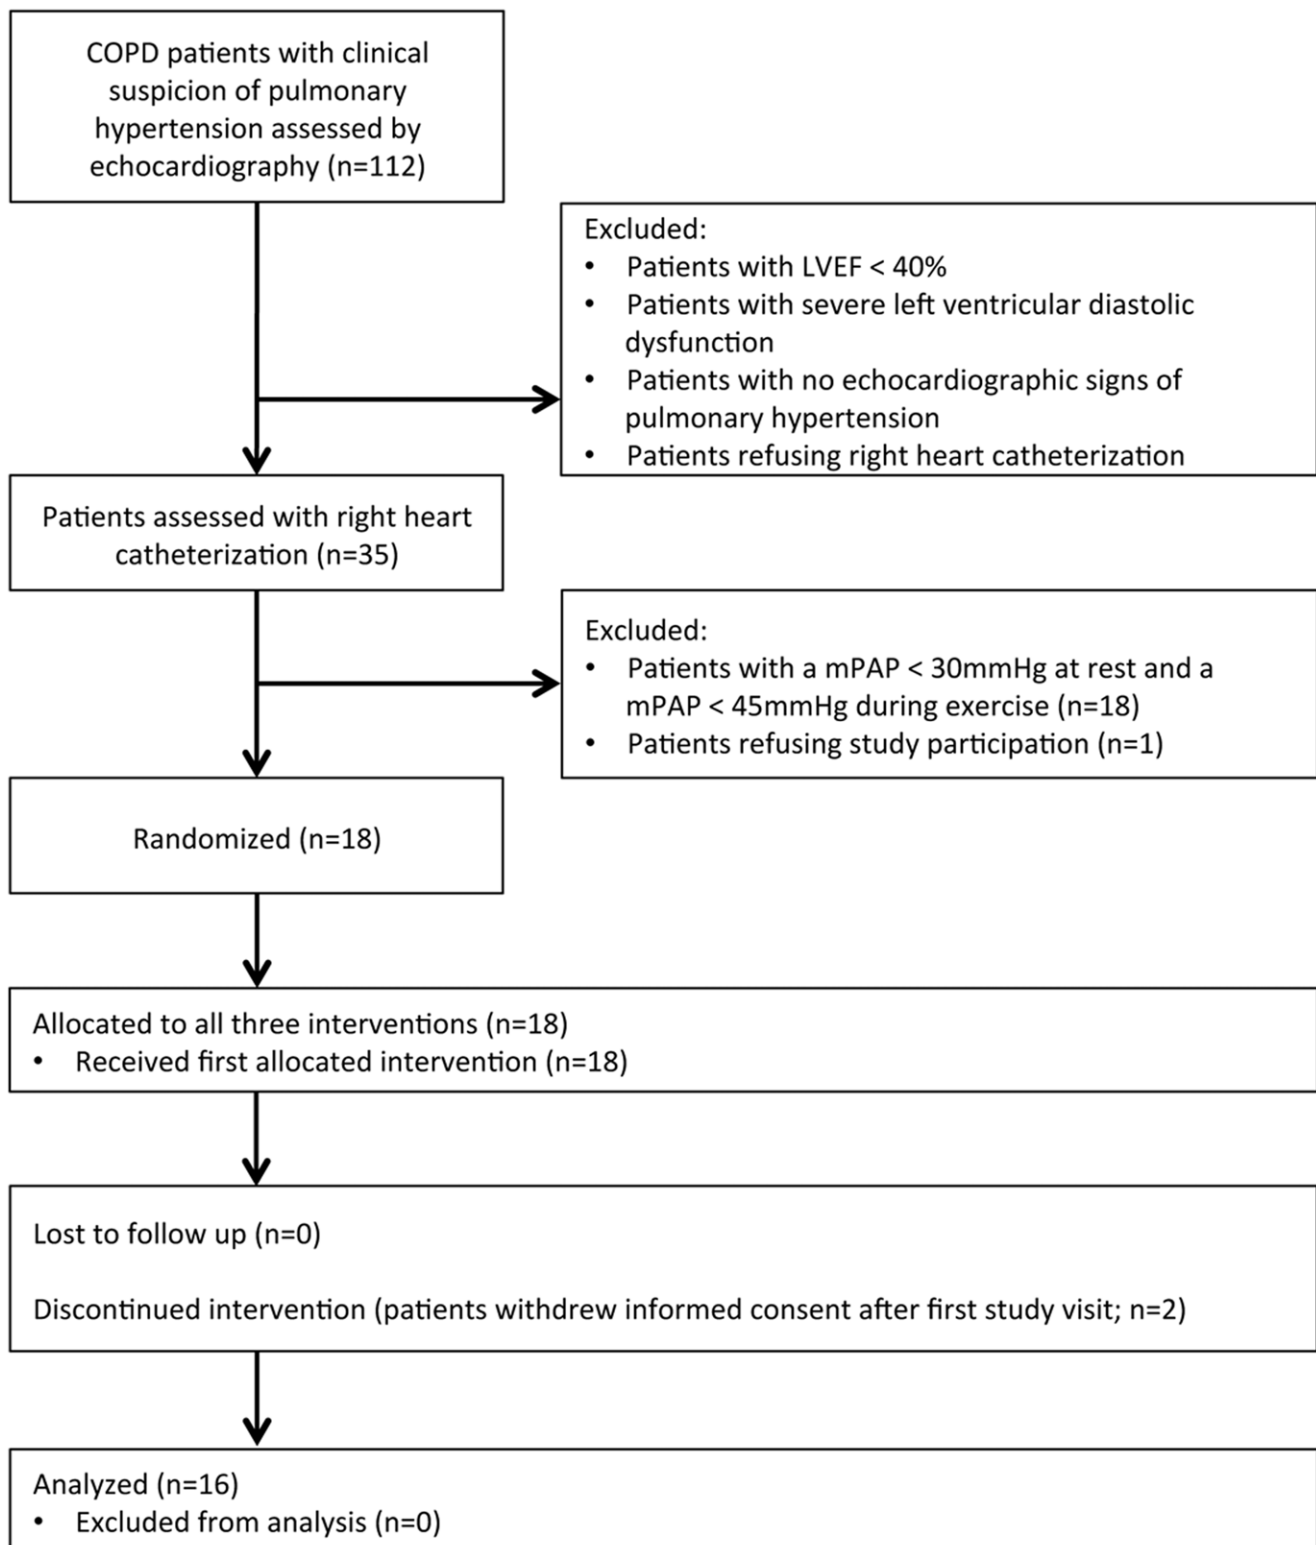 COPD patients with clinical
suspicion of pulmonary
hypertension assessed by
echocardiography (n=112)
Excluded:
• Patients with LVEF < 40%
• Patients with severe left ventricular diastolic
dysfunction
• Patients with no echocardiographic signs of
pulmonary hypertension
• Patients refusing right heart catheterization
Patients assessed with right heart
catheterization (n=35)
Excluded:
• Patients with a mPAP < 30mmHg at rest and a
mPAP < 45mmHg during exercise (n=18)
• Patients refusing study participation (n=1)
Randomized (n=18)
Allocated to all three interventions (n=18)
• Received first allocated intervention (n=18)
Lost to follow up (n=0)
Discontinued intervention (patients withdrew informed consent after first study visit; n=2)
Analyzed (n=16)
• Excluded from analysis (n=0)